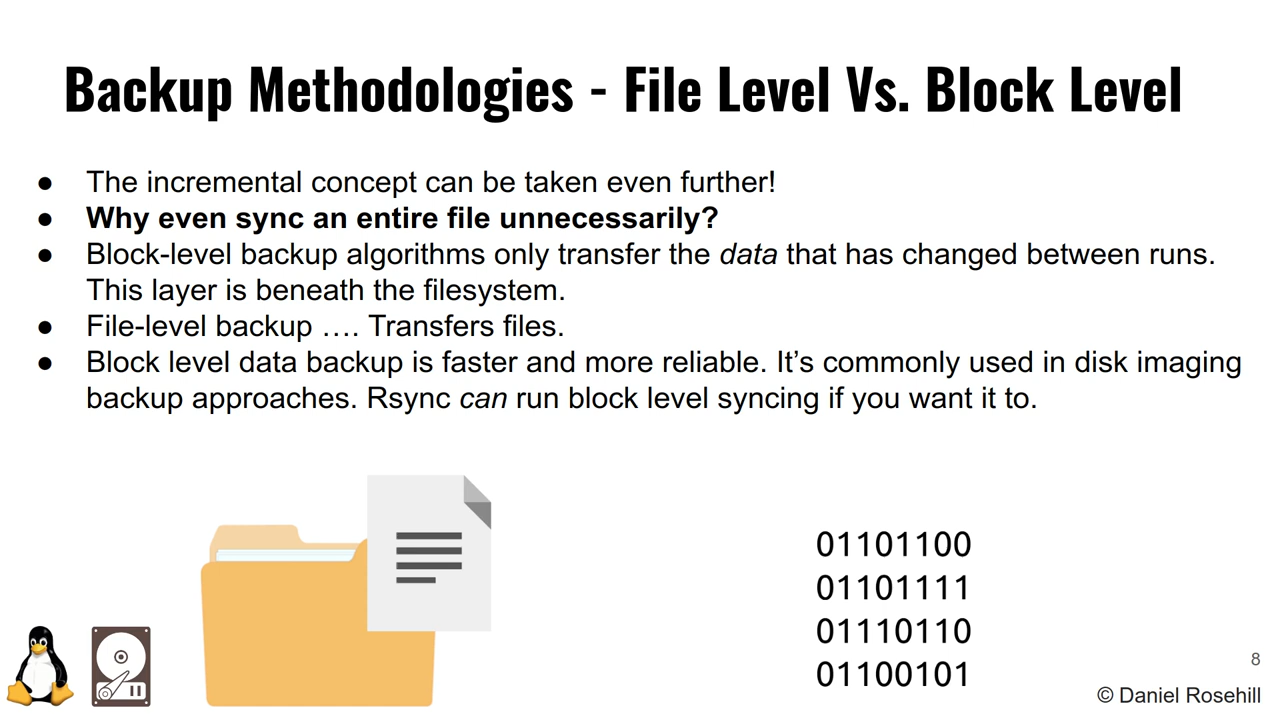 Backup Methodologies - File Level Vs. Block Level
● The incremental concept can be taken even further!
● Why even sync an entire file unnecessarily?
● Block-level backup algorithms only transfer the data that has changed between runs.
This layer is beneath the filesystem.
● File-level backup …. Transfers files.
● Block level data backup is faster and more reliable. It’s commonly used in disk imaging
backup approaches. Rsync can run block level syncing if you want it to.
01101100
01101111
01110110
01100101
8
© Daniel Rosehill